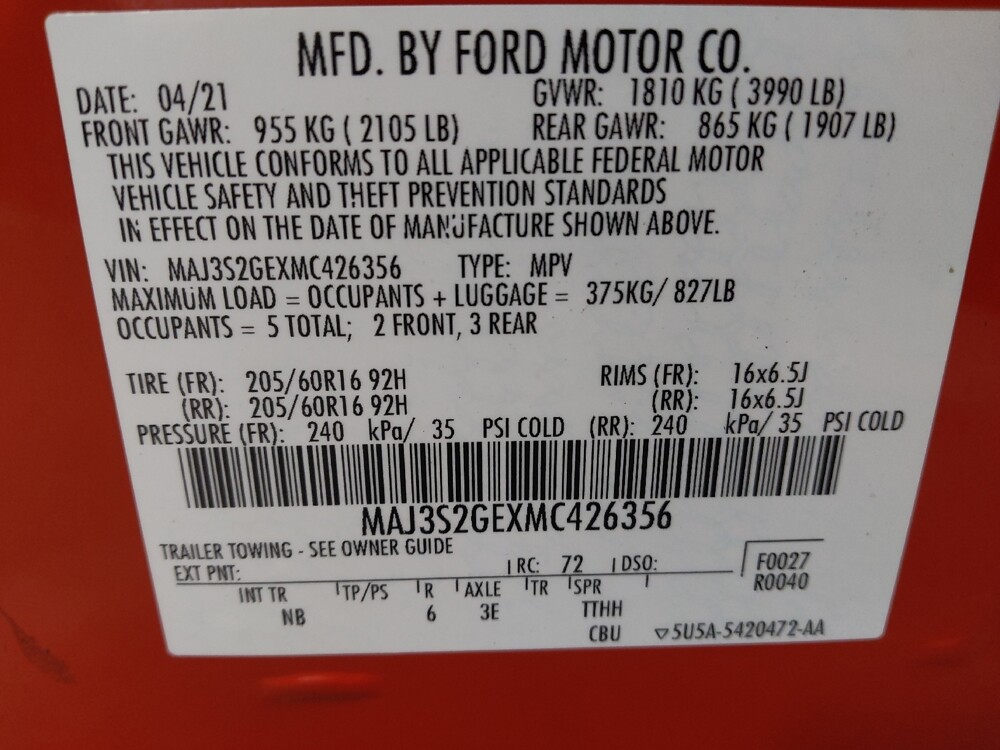 MFD. BY FORD MOTOR CO.
DATE: 04/21 GVWR: 1810 KG ( 3990 LB)
FRONT GAWR: 955 KG ( 2105 LB) REAR GAWR: 865 KG ( 1907 LB)
THIS VEHICLE CONFORMS TO ALL APPLICABLE FEDERAL MOTOR
VEHICLE SAFETY AND THEFT PREVENTION STANDARDS
IN EFFECT ON THE DATE OF MANUFACTURE SHOWN ABOVE.
VIN: MAJ3S2GEXMC426356 TYPE: MPV
MAXIMUM LOAD = OCCUPANTS + LUGGAGE = 375KG/ 827LB
OCCUPANTS = 5 TOTAL; 2 FRONT, 3 REAR
TIRE (FR): 205/60R16 92H RIMS (FR): 16x6.5J
(RR): 205/60R16 92H (RR): 16x6.5J
PRESSURE (FR): 240 kPa/ 35 PSI COLD (RR): 240 kPa/ 35 PSI COLD
MAJ3S2GEXMC426356
TRAILER TOWING - SEE OWNER GUIDE
EXT PNT: RC: 72 DSO: F0027
R0040
INT TR TP/PS R AXLE TR SPR
NB 6 3E TTHH
CBU ▽5U5A-5420472-AA